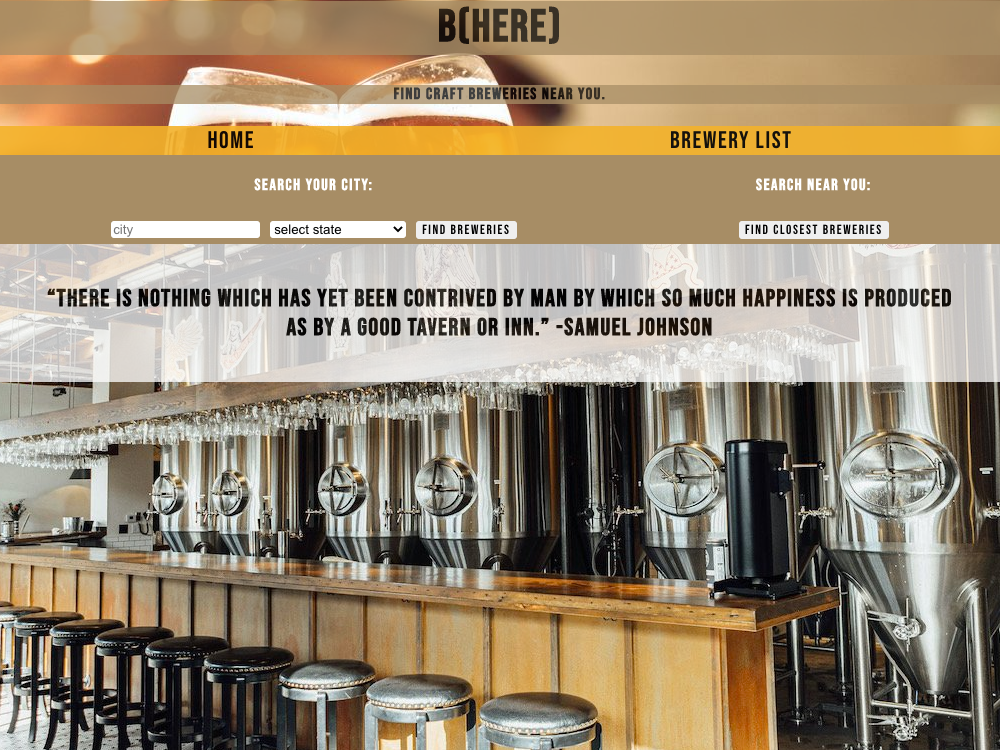 B(HERE)
FIND CRAFT BREWERIES NEAR YOU.
HOME
BREWERY LIST
SEARCH YOUR CITY:
SEARCH NEAR YOU:
city
select state
FIND BREWERIES
FIND CLOSEST BREWERIES
“THERE IS NOTHING WHICH HAS YET BEEN CONTRIVED BY MAN BY WHICH SO MUCH HAPPINESS IS PRODUCED
AS BY A GOOD TAVERN OR INN.” -SAMUEL JOHNSON